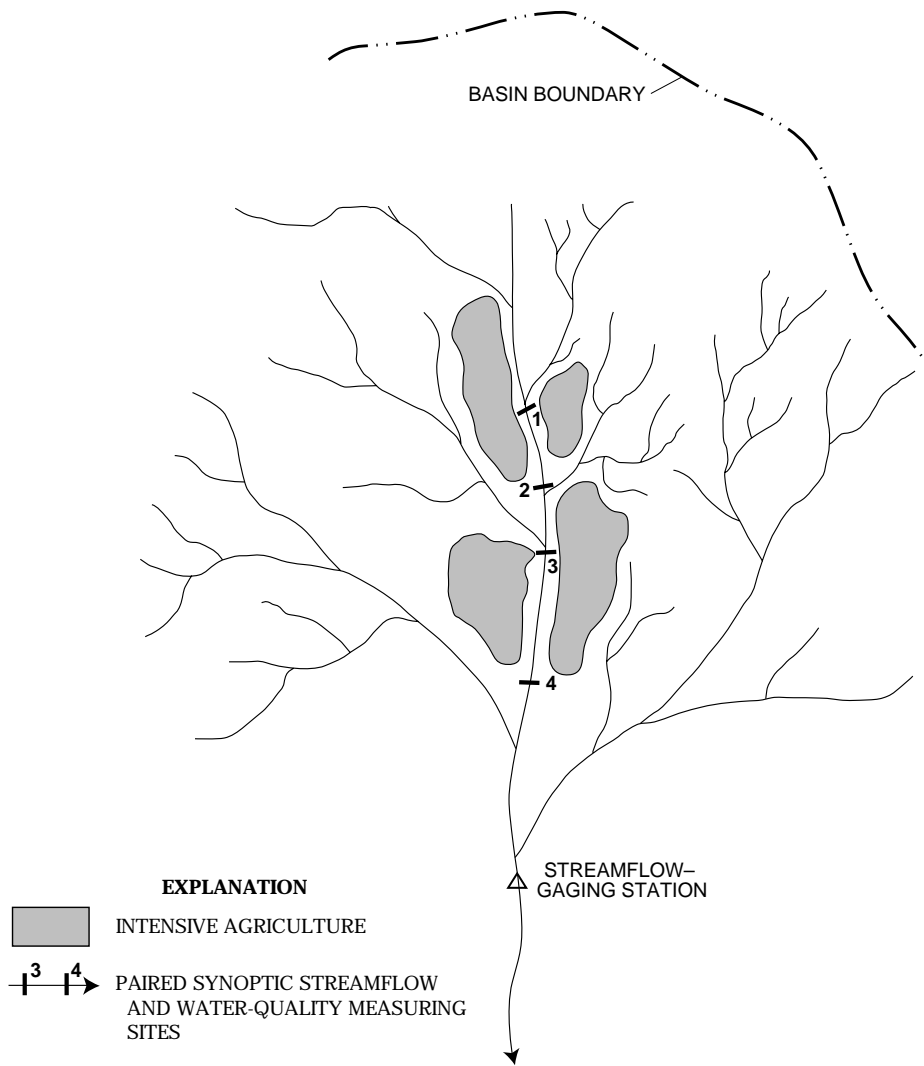 BASIN BOUNDARY
1
2
3
4
STREAMFLOW–
GAGING STATION
EXPLANATION
INTENSIVE AGRICULTURE
3 4
PAIRED SYNOPTIC STREAMFLOW
AND WATER-QUALITY MEASURING
SITES